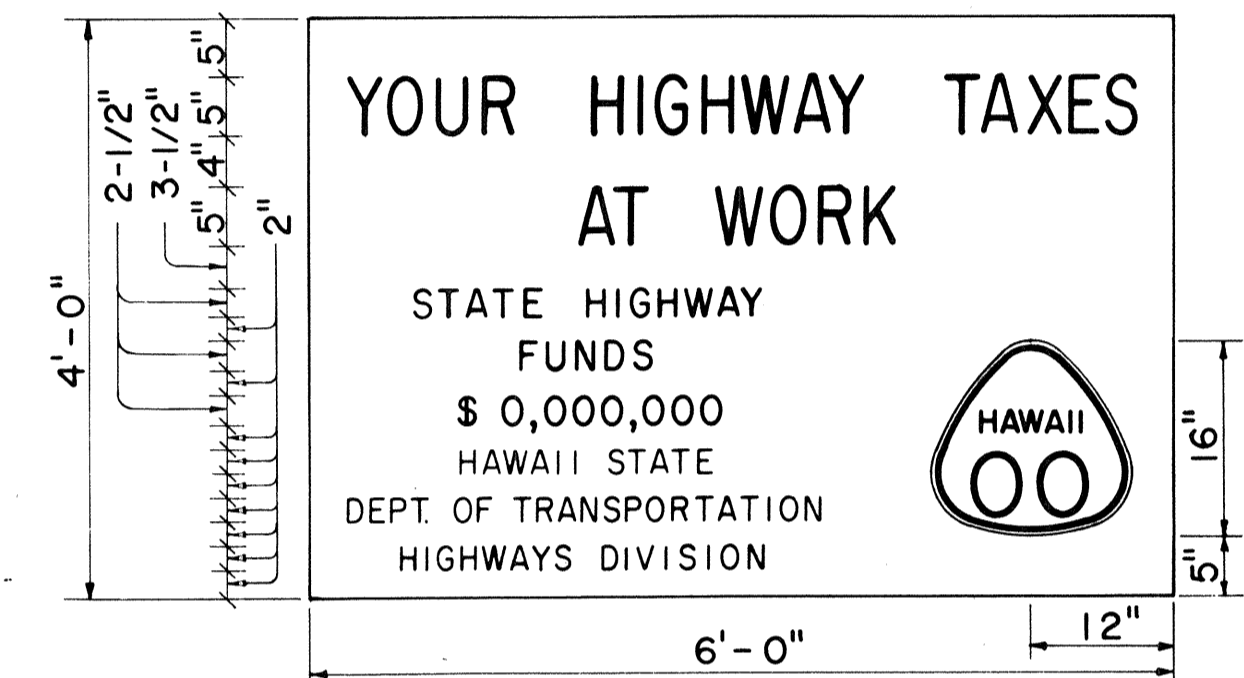 YOUR HIGHWAY TAXES
AT WORK
STATE HIGHWAY
FUNDS
$ 0,000,000
HAWAII STATE
DEPT. OF TRANSPORTATION
HIGHWAYS DIVISION
HAWAII
00
4'-0"
2-1/2"
3-1/2"
5"
5"
4"
5"
2"
16"
5"
12"
6'-0"